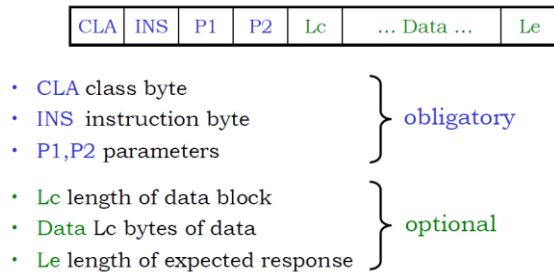 CLA INS P1 P2 Lc ... Data ... Le
• CLA class byte
• INS instruction byte
• P1,P2 parameters
obligatory
• Lc length of data block
• Data Lc bytes of data
• Le length of expected response
optional